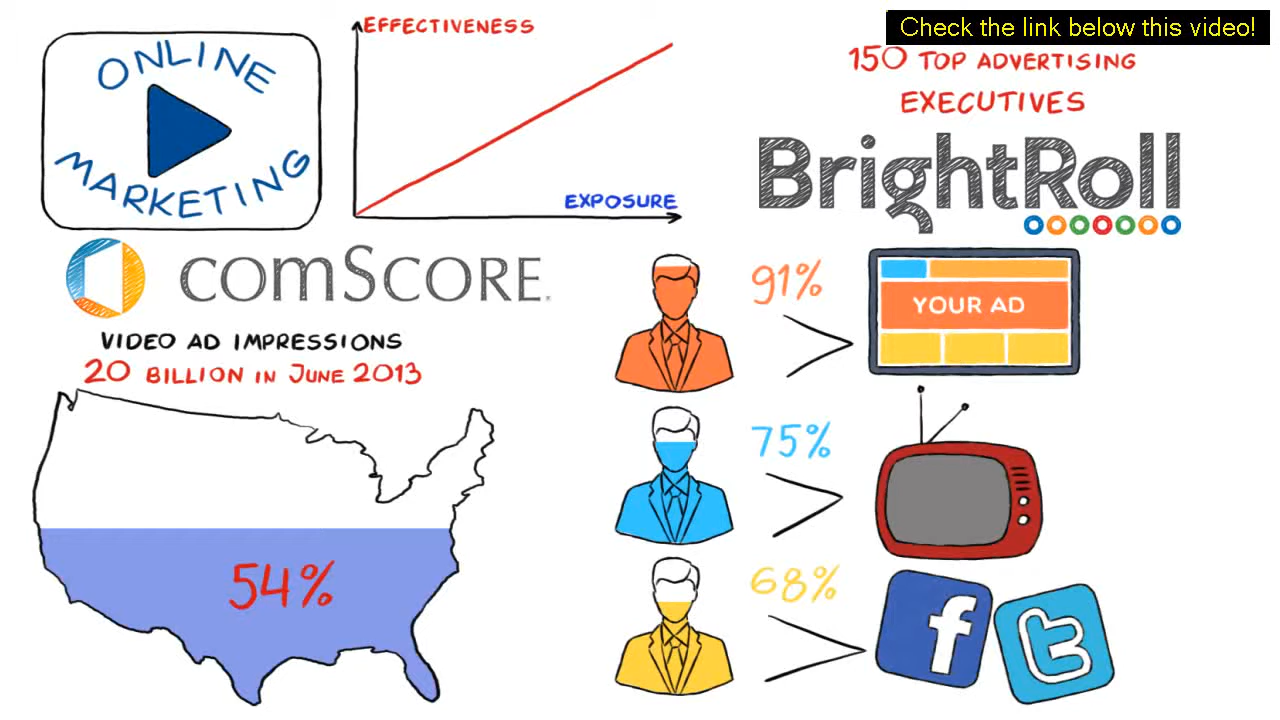 ONLINE
MARKETING
EFFECTIVENESS
EXPOSURE
Check the link below this video!
150 TOP ADVERTISING
EXECUTIVES
BrightRoll
comScore.
VIDEO AD IMPRESSIONS
20 BILLION IN JUNE 2013
54%
91%
YOUR AD
75%
68%
f
t